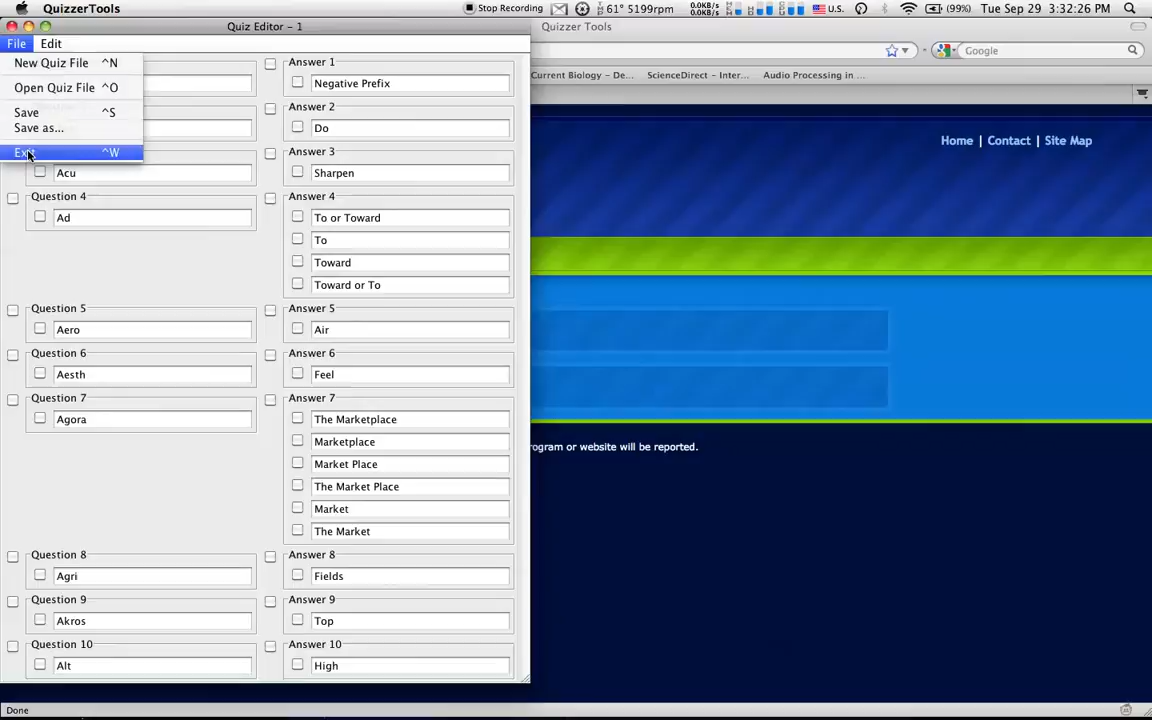 QuizzerTools
Stop Recording
61° 5199rpm
0.0KB/s
0.0KB/s
U.S.
(99%)
Tue Sep 29 3:32:26 PM
Quiz Editor – 1
Quizzer Tools
File Edit
New Quiz File ^N
Open Quiz File ^O
Save ^S
Save as...
Exit ^W
Google
Current Biology – De...
ScienceDirect – Inter...
Audio Processing in ...
Home | Contact | Site Map
Answer 1
Negative Prefix
Answer 2
Do
Answer 3
Acu
Sharpen
Question 4
Answer 4
Ad
To or Toward
To
Toward
Toward or To
Question 5
Answer 5
Aero
Air
Question 6
Answer 6
Aesth
Feel
Question 7
Answer 7
Agora
The Marketplace
Marketplace
Market Place
The Market Place
Market
The Market
rogram or website will be reported.
Question 8
Answer 8
Agri
Fields
Question 9
Answer 9
Akros
Top
Question 10
Answer 10
Alt
High
Done